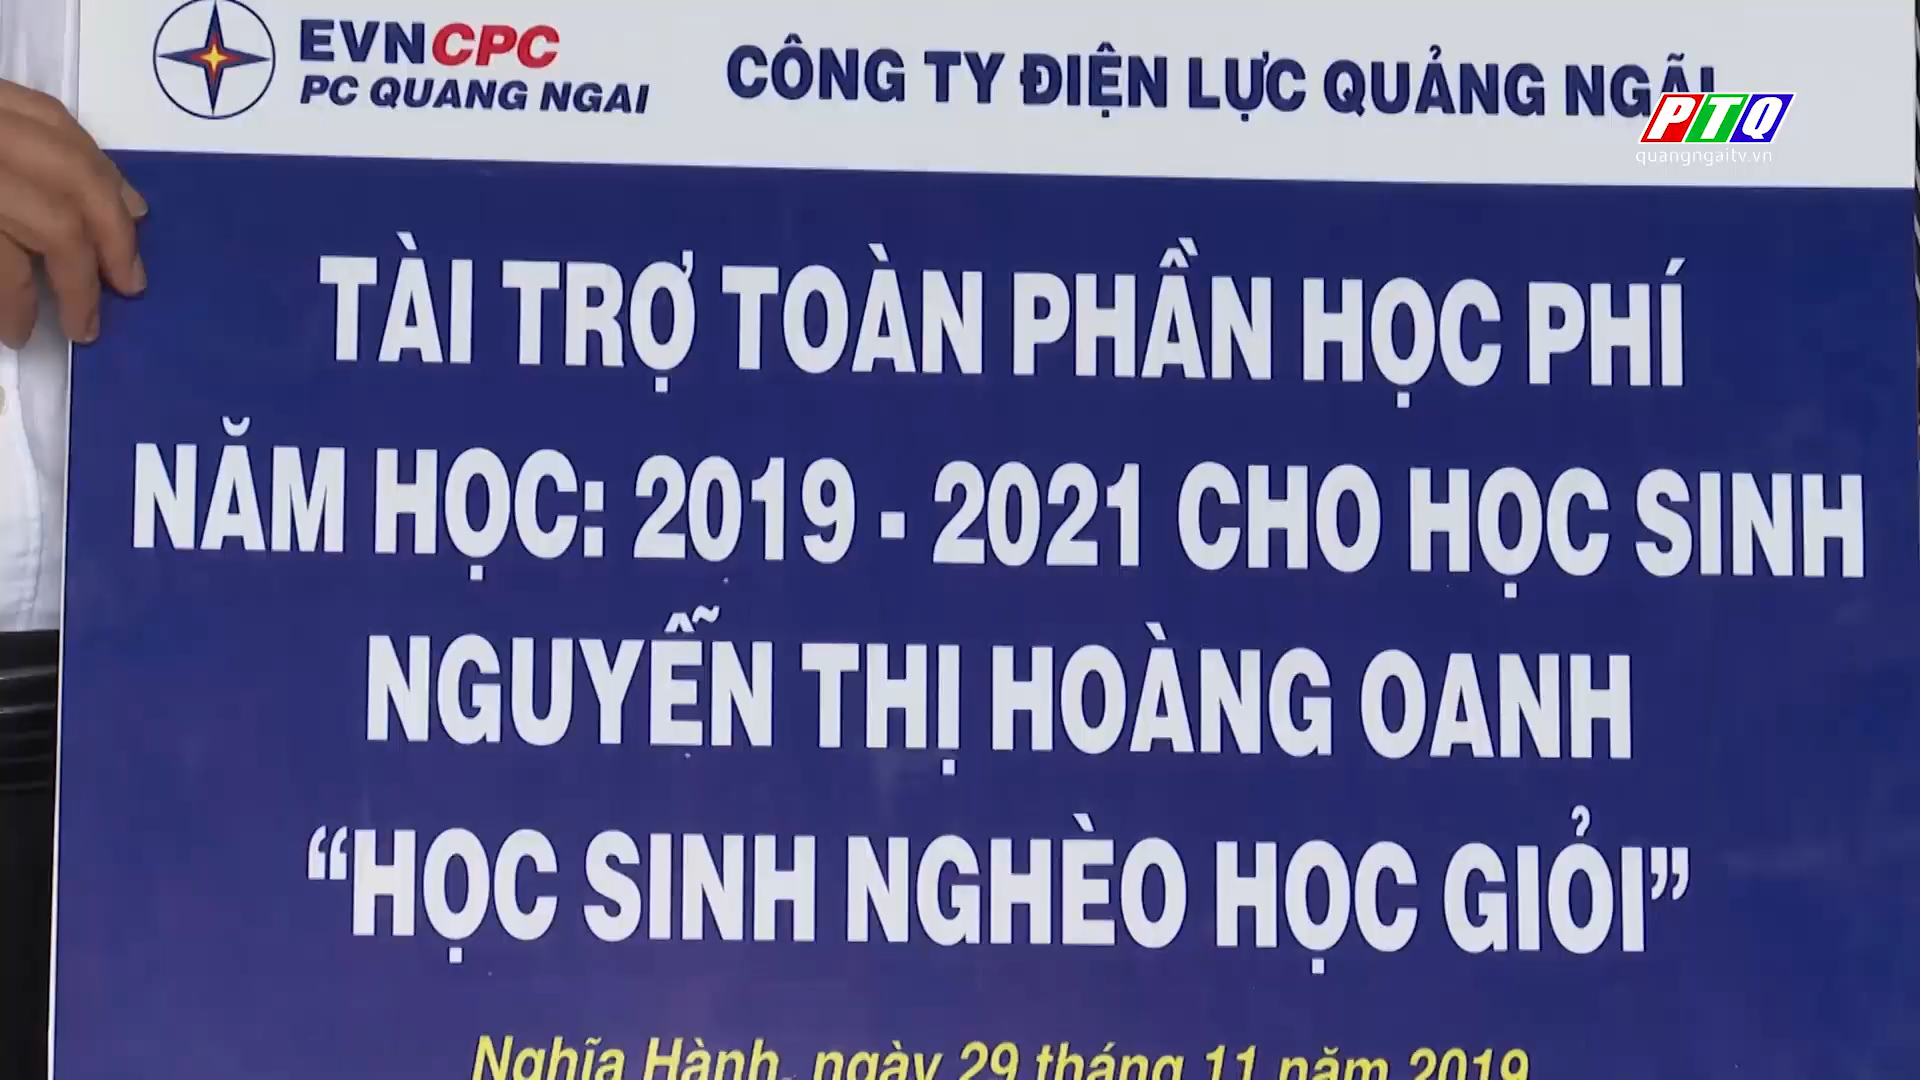 EVNCPC
PC QUANG NGAI
CÔNG TY ĐIỆN LỰC QUẢNG NGÃI
PTQ
quangngaitv.vn
TÀI TRỢ TOÀN PHẦN HỌC PHÍ
NĂM HỌC: 2019 - 2021 CHO HỌC SINH
NGUYỄN THỊ HOÀNG OANH
“HỌC SINH NGHÈO HỌC GIỎI”
Nghĩa Hành, ngày 29 tháng 11 năm 2019